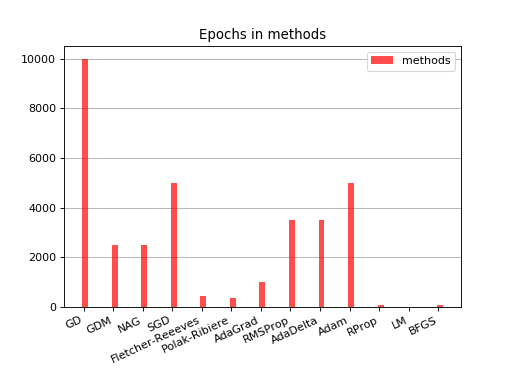 Epochs in methods
methods
10000
8000
6000
4000
2000
0
GD
GDM
NAG
SGD
Fletcher-Reeeves
Polak-Ribiere
AdaGrad
RMSProp
AdaDelta
Adam
RProp
LM
BFGS